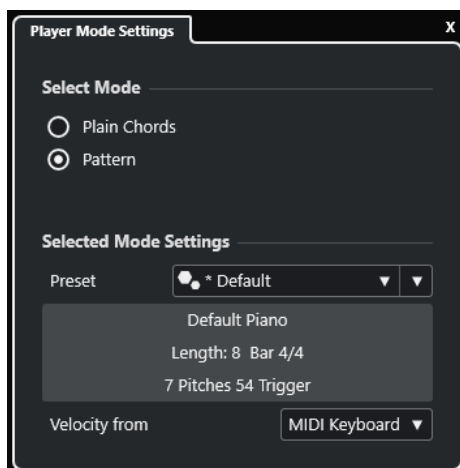 Player Mode Settings
X
Select Mode
Plain Chords
Pattern
Selected Mode Settings
Preset * Default
Default Piano
Length: 8 Bar 4/4
7 Pitches 54 Trigger
Velocity from MIDI Keyboard